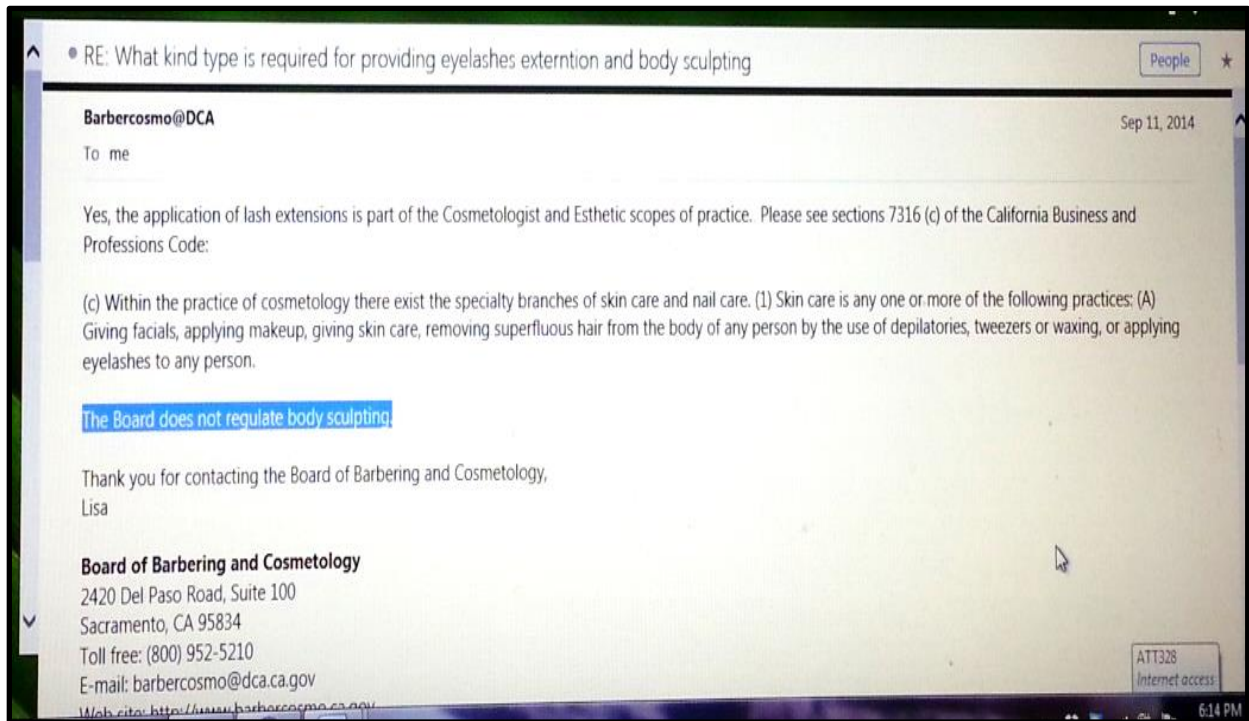 RE: What kind type is required for providing eyelashes externtion and body sculpting
People
Barbercosmo@DCA
Sep 11, 2014
To me
Yes, the application of lash extensions is part of the Cosmetologist and Esthetic scopes of practice. Please see sections 7316 (c) of the California Business and
Professions Code:
(c) Within the practice of cosmetology there exist the specialty branches of skin care and nail care. (1) Skin care is any one or more of the following practices: (A)
Giving facials, applying makeup, giving skin care, removing superfluous hair from the body of any person by the use of depilatories, tweezers or waxing, or applying
eyelashes to any person.
The Board does not regulate body sculpting.
Thank you for contacting the Board of Barbering and Cosmetology,
Lisa
Board of Barbering and Cosmetology
2420 Del Paso Road, Suite 100
Sacramento, CA 95834
Toll free: (800) 952-5210
E-mail: barbercosmo@dca.ca.gov
Web site: http://www.barbercosmo.ca.gov
ATT328
Internet access
6:14 PM